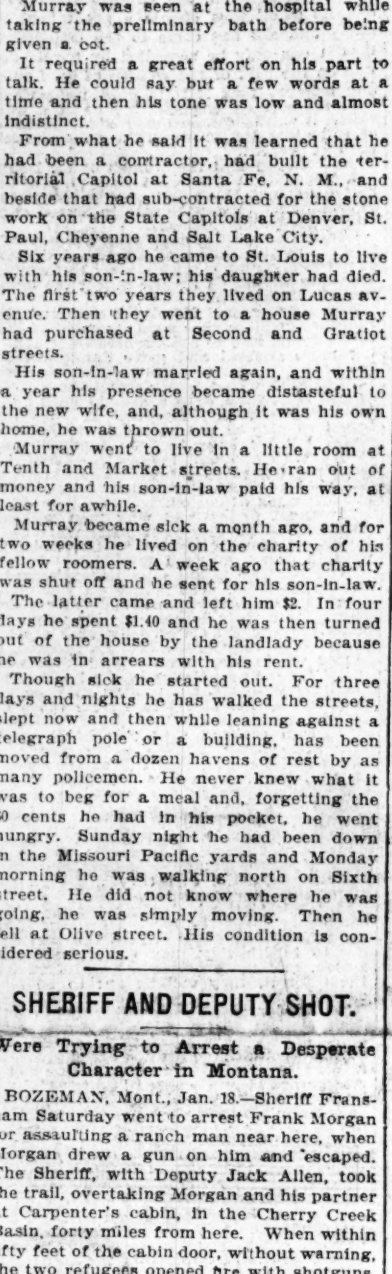 Murray was seen at the hospital while
taking the preliminary bath before being
given a cot.
It required a great effort on his part to
talk. He could say but a few words at a
time and then his tone was low and almost
indistinct.
From what he said it was learned that he
had been a contractor, had built the ter-
ritorial Capitol at Santa Fe, N. M., and
beside that had sub-contracted for the stone
work on the State Capitols at Denver, St.
Paul, Cheyenne and Salt Lake City.
Six years ago he came to St. Louis to live
with his son-in-law; his daughter had died.
The first two years they lived on Lucas av-
enue. Then they went to a house Murray
had purchased at Second and Gratiot
streets.
His son-in-law married again, and within
a year his presence became distasteful to
the new wife, and, although it was his own
home, he was thrown out.
Murray went to live in a little room at
Tenth and Market streets. He ran out of
money and his son-in-law paid his way, at
least for awhile.
Murray became sick a month ago, and for
two weeks he lived on the charity of his
fellow roomers. A week ago that charity
was shut off and he sent for his son-in-law.
The latter came and left him $2. In four
days he spent $1.40 and he was then turned
out of the house by the landlady because
he was in arrears with his rent.
Though sick he started out. For three
days and nights he has walked the streets,
slept now and then while leaning against a
telegraph pole or a building, has been
moved from a dozen havens of rest by as
many policemen. He never knew what it
was to beg for a meal and, forgetting the
60 cents he had in his pocket, he went
hungry. Sunday night he had been down
in the Missouri Pacific yards and Monday
morning he was walking north on Sixth
street. He did not know where he was
going, he was simply moving. Then he
fell at Olive street. His condition is con-
sidered serious.
SHERIFF AND DEPUTY SHOT.
Were Trying to Arrest a Desperate
Character in Montana.
BOZEMAN, Mont., Jan. 18.—Sheriff Frans-
ham Saturday went to arrest Frank Morgan
for assaulting a ranch man near here, when
Morgan drew a gun on him and escaped.
The Sheriff, with Deputy Jack Allen, took
the trail, overtaking Morgan and his partner
at Carpenter's cabin, in the Cherry Creek
Basin, forty miles from here. When within
fifty feet of the cabin door, without warning,
the two refugees opened fire with shotguns.